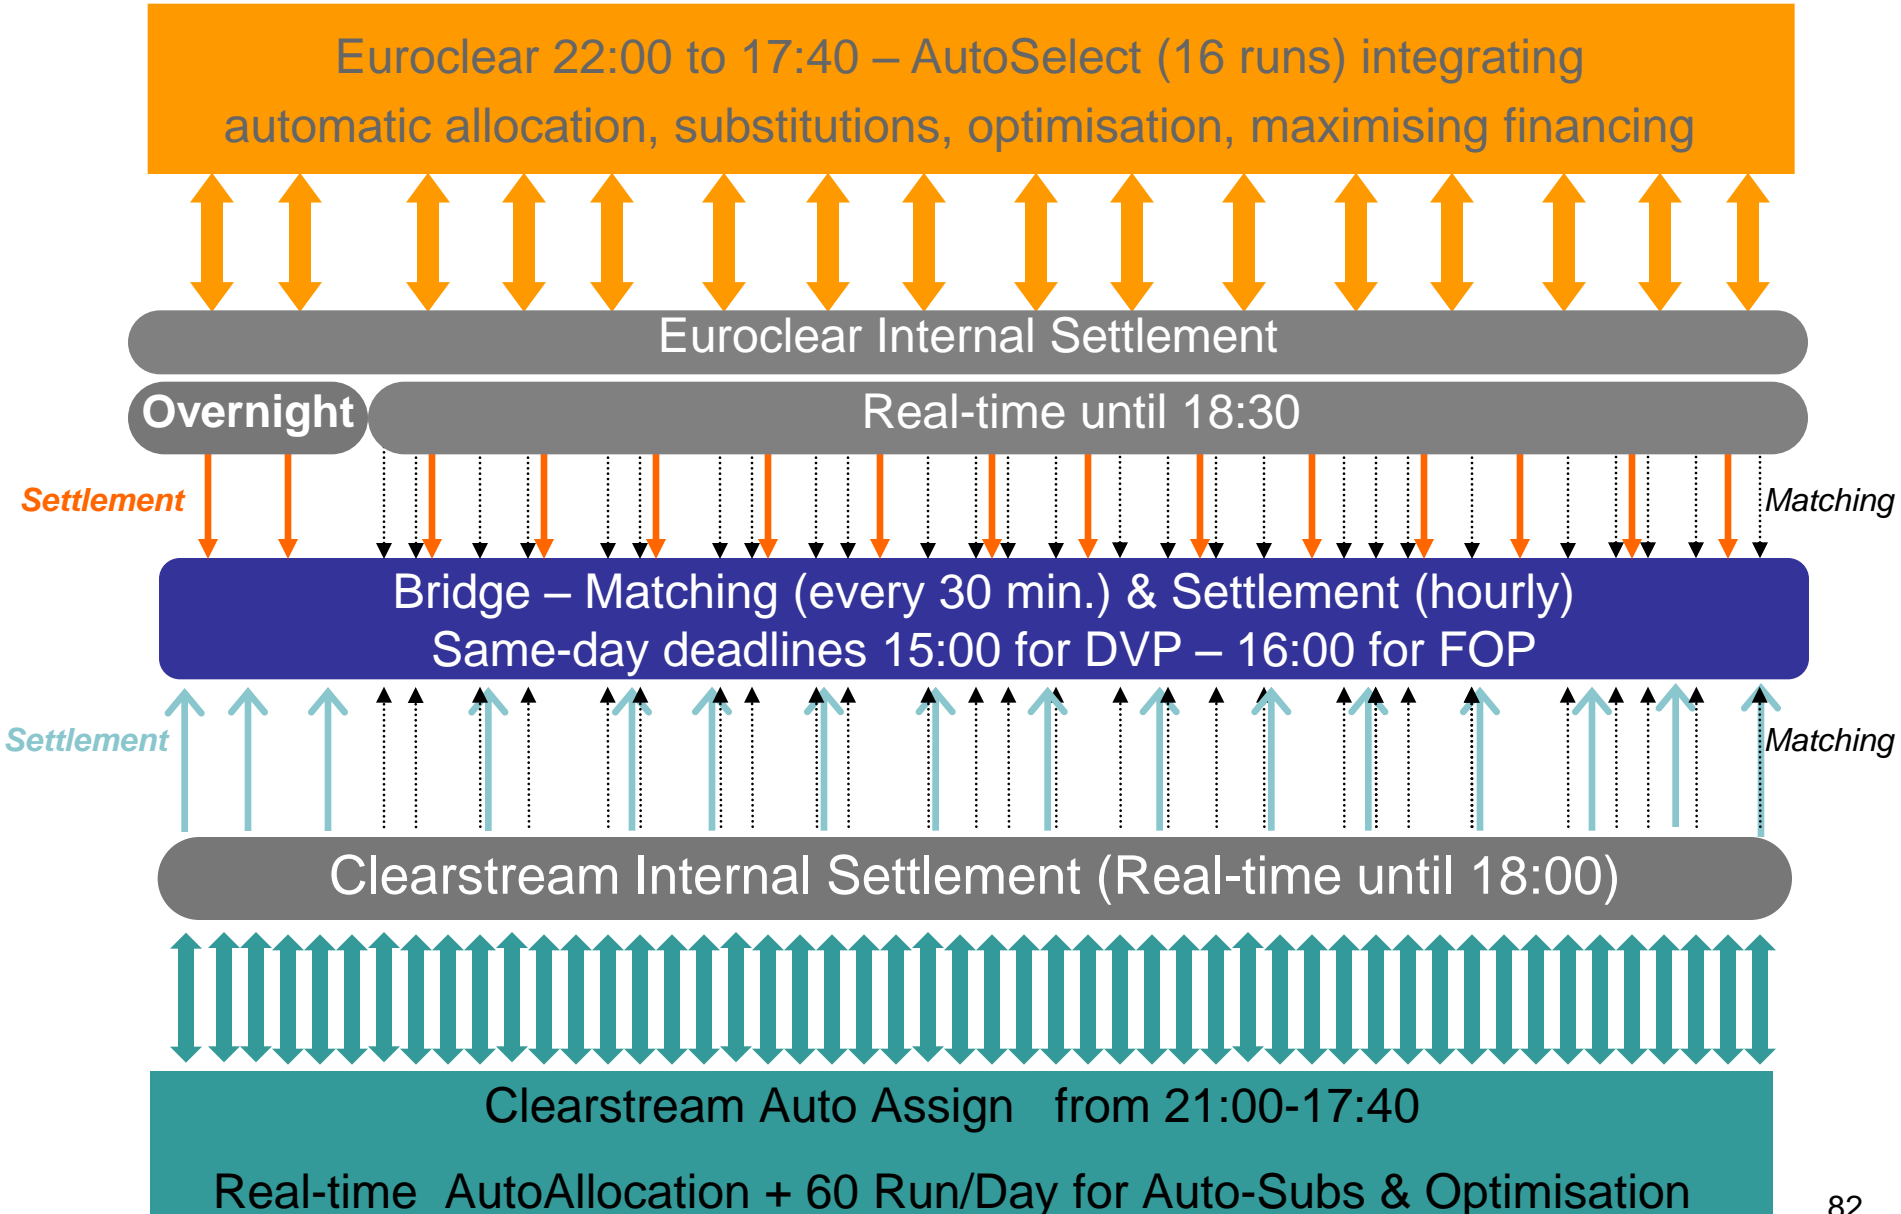 Euroclear 22:00 to 17:40 – AutoSelect (16 runs) integrating
automatic allocation, substitutions, optimisation, maximising financing
Euroclear Internal Settlement
Overnight
Real-time until 18:30
Settlement
Matching
Bridge – Matching (every 30 min.) & Settlement (hourly)
Same-day deadlines 15:00 for DVP – 16:00 for FOP
Settlement
Matching
Clearstream Internal Settlement (Real-time until 18:00)
Clearstream Auto Assign from 21:00-17:40
Real-time AutoAllocation + 60 Run/Day for Auto-Subs & Optimisation
82